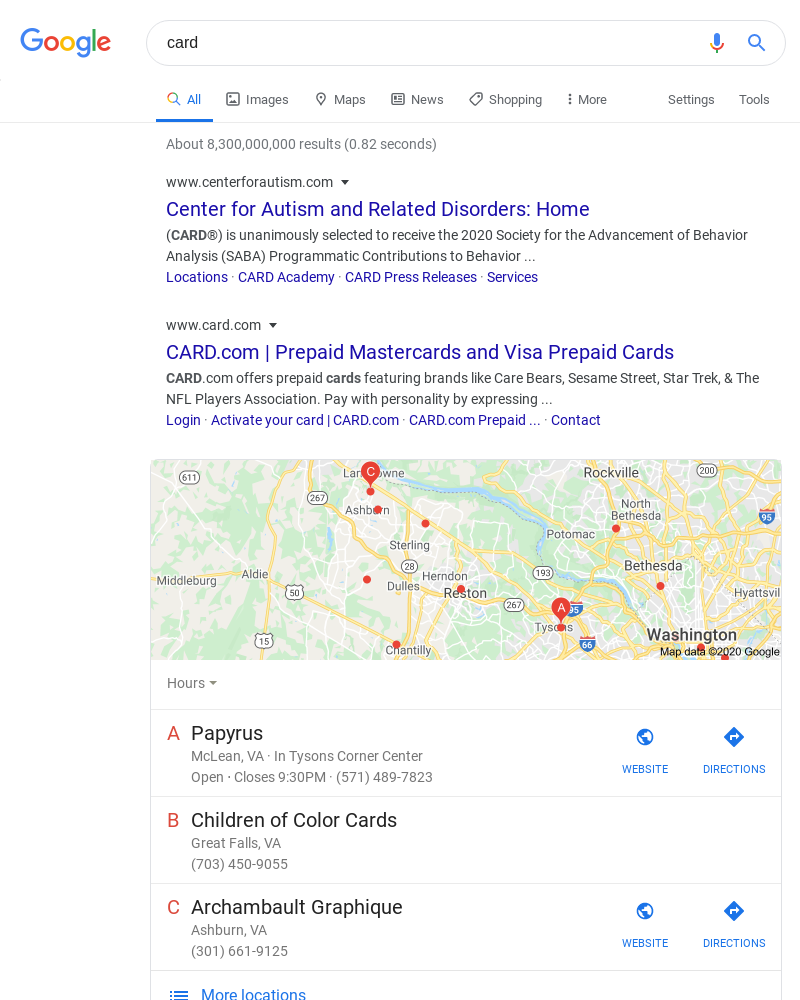 Google
card
All
Images
Maps
News
Shopping
More
Settings
Tools
About 8,300,000,000 results (0.82 seconds)
www.centerforautism.com
Center for Autism and Related Disorders: Home
(CARD®) is unanimously selected to receive the 2020 Society for the Advancement of Behavior
Analysis (SABA) Programmatic Contributions to Behavior ...
Locations · CARD Academy · CARD Press Releases · Services
www.card.com
CARD.com | Prepaid Mastercards and Visa Prepaid Cards
CARD.com offers prepaid cards featuring brands like Care Bears, Sesame Street, Star Trek, & The
NFL Players Association. Pay with personality by expressing ...
Login · Activate your card | CARD.com · CARD.com Prepaid ... · Contact
C
Rockville
200
611
267
North
Bethesda
95
Ashburn
Potomac
Sterling
Bethesda
28
193
Middleburg
Aldie
Herndon
Dulles
50
Reston
Hyattsvil
267
A
95
Tysons
Washington
15
66
Chantilly
Map data ©2020 Google
Hours
A Papyrus
McLean, VA · In Tysons Corner Center
Open · Closes 9:30PM · (571) 489-7823
WEBSITE
DIRECTIONS
B Children of Color Cards
Great Falls, VA
(703) 450-9055
C Archambault Graphique
Ashburn, VA
(301) 661-9125
WEBSITE
DIRECTIONS
More locations